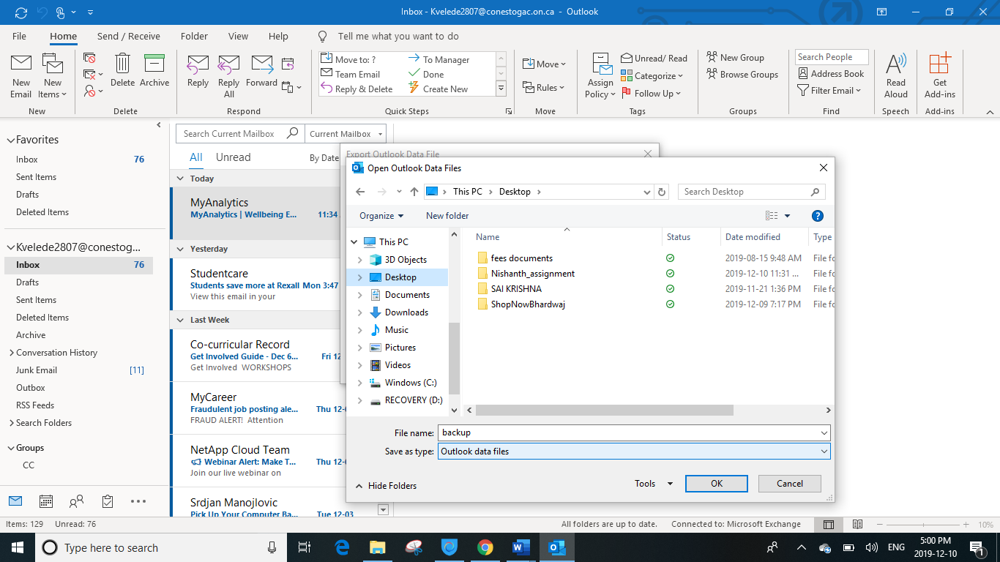 Inbox - Kvelede2807@conestogac.on.ca - Outlook
File Home Send / Receive Folder View Help Tell me what you want to do
New Email
New Items
New
Delete
Archive
Delete
Reply
Reply All
Forward
Respond
Move to: ?
To Manager
Team Email
Done
Reply & Delete
Create New
Quick Steps
Move
Rules
Move
Assign Policy
Unread/ Read
Categorize
Follow Up
Tags
New Group
Browse Groups
Groups
Search People
Address Book
Filter Email
Find
Read Aloud
Speech
Get Add-ins
Add-ins
Favorites
Inbox 76
Sent Items
Drafts
Deleted Items
Kvelede2807@conestog...
Inbox 76
Drafts
Sent Items
Deleted Items
Archive
Conversation History
Junk Email [11]
Outbox
RSS Feeds
Search Folders
Groups
CC
Search Current Mailbox
Current Mailbox
All Unread By Date
Today
MyAnalytics
MyAnalytics | Wellbeing E... 11:34
Yesterday
Studentcare
Students save more at Rexall Mon 3:47
View this email in your
Last Week
Co-curricular Record
Get Involved Guide - Dec 6... Fri 12
Get Involved WORKSHOPS
MyCareer
Fraudulent job posting ale... Thu 12-
FRAUD ALERT! Attention
NetApp Cloud Team
Webinar Alert: Make T... Thu 12-
Join our live webinar on
Srdjan Manojlovic
Pick Up Your Computer Ba... Tue 12-03
Export Outlook Data File
Open Outlook Data Files
This PC Desktop
Search Desktop
Organize New folder
This PC
3D Objects
Desktop
Documents
Downloads
Music
Pictures
Videos
Windows (C:)
RECOVERY (D:)
Name Status Date modified Type
fees documents 2019-08-15 9:48 AM File fo
Nishanth_assignment 2019-12-10 11:31 ... File fo
SAI KRISHNA 2019-11-21 1:36 PM File fo
ShopNowBhardwaj 2019-12-09 7:17 PM File fo
File name: backup
Save as type: Outlook data files
Hide Folders
Tools OK Cancel
Items: 129 Unread: 76 All folders are up to date. Connected to: Microsoft Exchange 10%
Type here to search
ENG
5:00 PM
2019-12-10
1